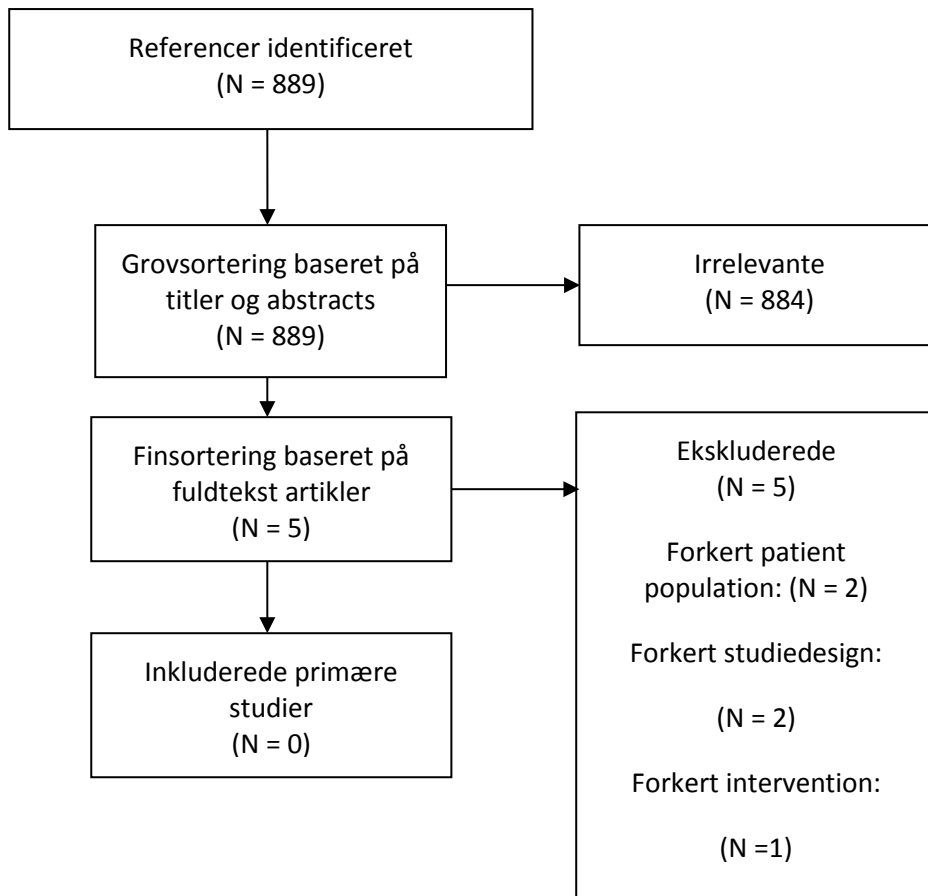 Referencer identificeret
(N = 889)
Grovsortering baseret på
titler og abstracts
(N = 889)
Irrelevante
(N = 884)
Finsortering baseret på
fuldtekst artikler
(N = 5)
Ekskluderede
(N = 5)
Forkert patient
population: (N = 2)
Forkert studiedesign:
(N = 2)
Forkert intervention:
(N =1)
Inkluderede primære
studier
(N = 0)